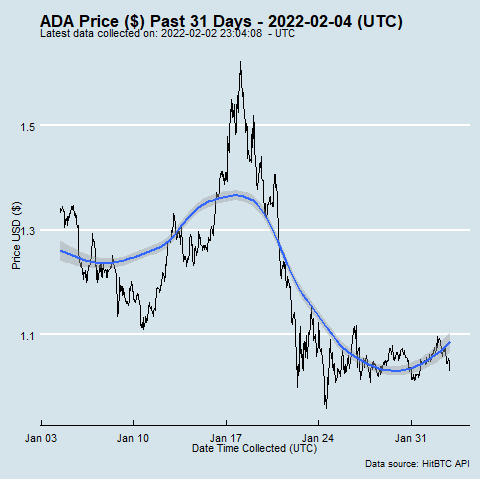 ADA Price ($) Past 31 Days - 2022-02-04 (UTC)
Latest data collected on: 2022-02-02 23:04:08  - UTC
1.5
1.3
1.1
Price USD ($)
Jan 03 Jan 10 Jan 17 Jan 24 Jan 31
Date Time Collected (UTC)
Data source: HitBTC API